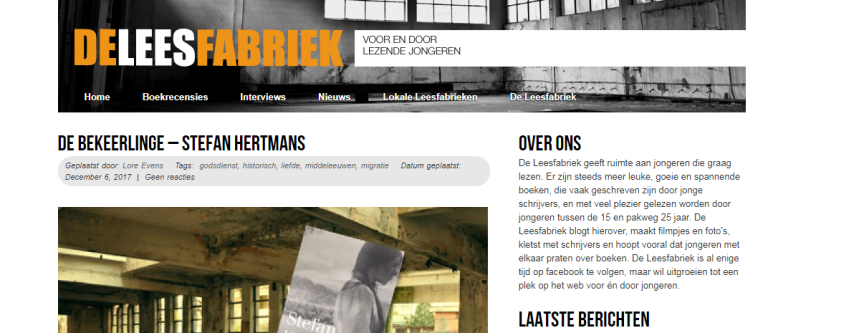 DELEESFABRIEK
VOOR EN DOOR
LEZENDE JONGEREN
Home Boekrecensies Interviews Nieuws Lokale Leesfabrieken De Leesfabriek
DE BEKEERLINGE – STEFAN HERTMANS
Geplaatst door: Lore Evens Tags: godsdienst, historisch, liefde, middeleeuwen, migratie Datum geplaatst:
December 6, 2017 | Geen reacties
Stefan
OVER ONS
De Leesfabriek geeft ruimte aan jongeren die graag
lezen. Er zijn steeds meer leuke, goeie en spannende
boeken, die vaak geschreven zijn door jonge
schrijvers, en met veel plezier gelezen worden door
jongeren tussen de 15 en pakweg 25 jaar. De
Leesfabriek blogt hierover, maakt filmpjes en foto's,
kletst met schrijvers en hoopt vooral dat jongeren met
elkaar praten over boeken. De Leesfabriek is al enige
tijd op facebook te volgen, maar wil uitgroeien tot een
plek op het web voor én door jongeren.
LAATSTE BERICHTEN